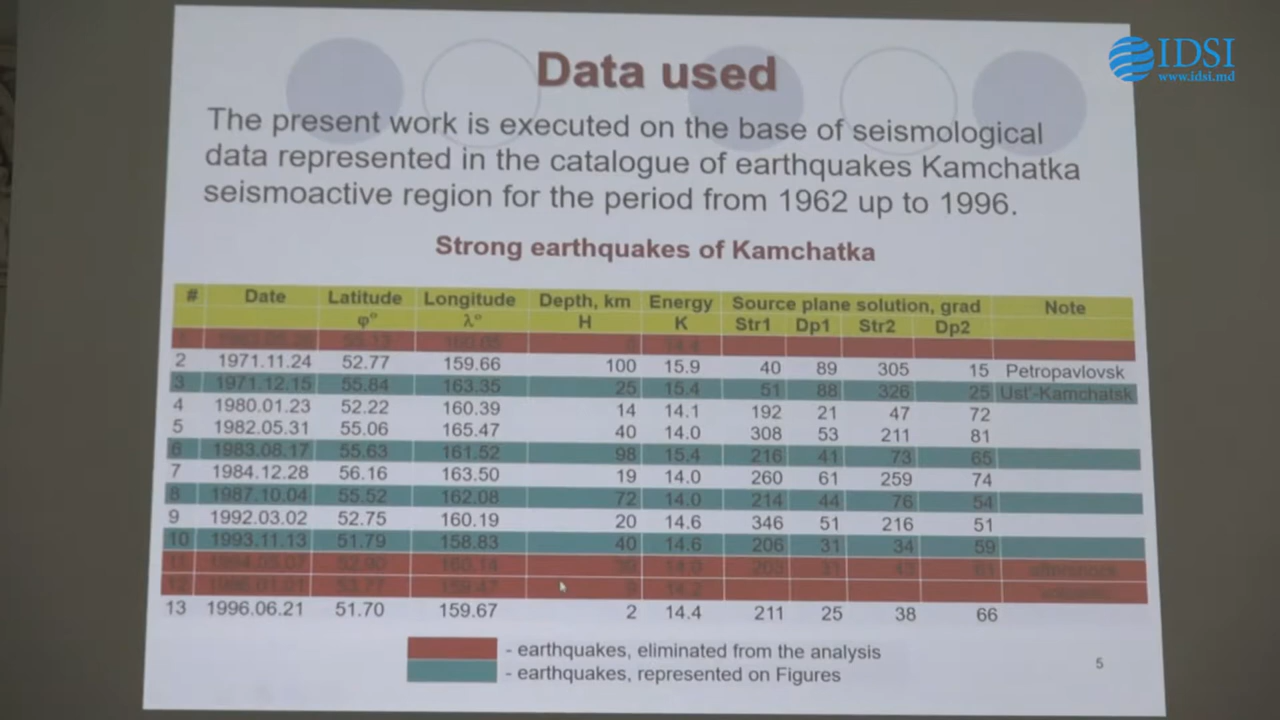 IDSI
www.idsi.md
Data used
The present work is executed on the base of seismological
data represented in the catalogue of earthquakes Kamchatka
seismoactive region for the period from 1962 up to 1996.
Strong earthquakes of Kamchatka
# Date Latitude Longitude Depth, km Energy Source plane solution, grad Note
φ° λ° H K Str1 Dp1 Str2 Dp2
2 1971.11.24 52.77 159.66 100 15.9 40 89 305 15 Petropavlovsk
3 1971.12.15 55.84 163.35 25 15.4 51 88 326 25 Ust'-Kamchatsk
4 1980.01.23 52.22 160.39 14 14.1 192 21 47 72
5 1982.05.31 55.06 165.47 40 14.0 308 53 211 81
6 1983.08.17 55.63 161.52 98 15.4 216 41 73 65
7 1984.12.28 56.16 163.50 19 14.0 260 61 259 74
8 1987.10.04 55.52 162.08 72 14.0 214 44 76 54
9 1992.03.02 52.75 160.19 20 14.6 346 51 216 51
10 1993.11.13 51.79 158.83 40 14.6 206 31 34 59
11
12
13 1996.06.21 51.70 159.67 2 14.4 211 25 38 66
- earthquakes, eliminated from the analysis
- earthquakes, represented on Figures
5